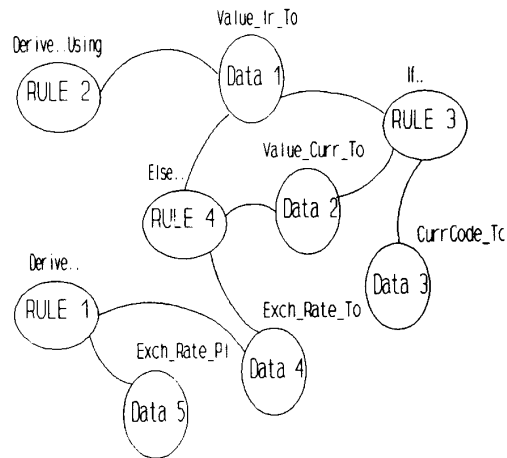 Value_Ir_To
Derive..Using
Data 1
If..
RULE 2
RULE 3
Value_Curr_To
Else..
Data 2
RULE 4
CurrCode_To
Derive..
Data 3
RULE 1
Exch_Rate_To
Exch_Rate_Pl
Data 4
Data 5